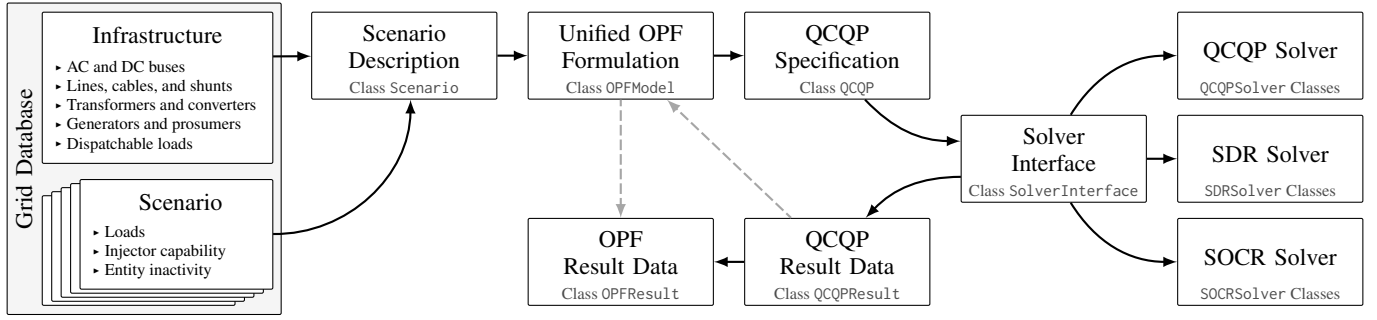 Grid Database
Infrastructure
▸ AC and DC buses
▸ Lines, cables, and shunts
▸ Transformers and converters
▸ Generators and prosumers
▸ Dispatchable loads
Scenario
▸ Loads
▸ Injector capability
▸ Entity inactivity
Scenario
Description
Class Scenario
Unified OPF
Formulation
Class OPFModel
QCQP
Specification
Class QCQP
Solver
Interface
Class SolverInterface
QCQP Solver
QCQPSolver Classes
SDR Solver
SDRSolver Classes
SOCR Solver
SOCRSolver Classes
OPF
Result Data
Class OPFResult
QCQP
Result Data
Class QCQPResult